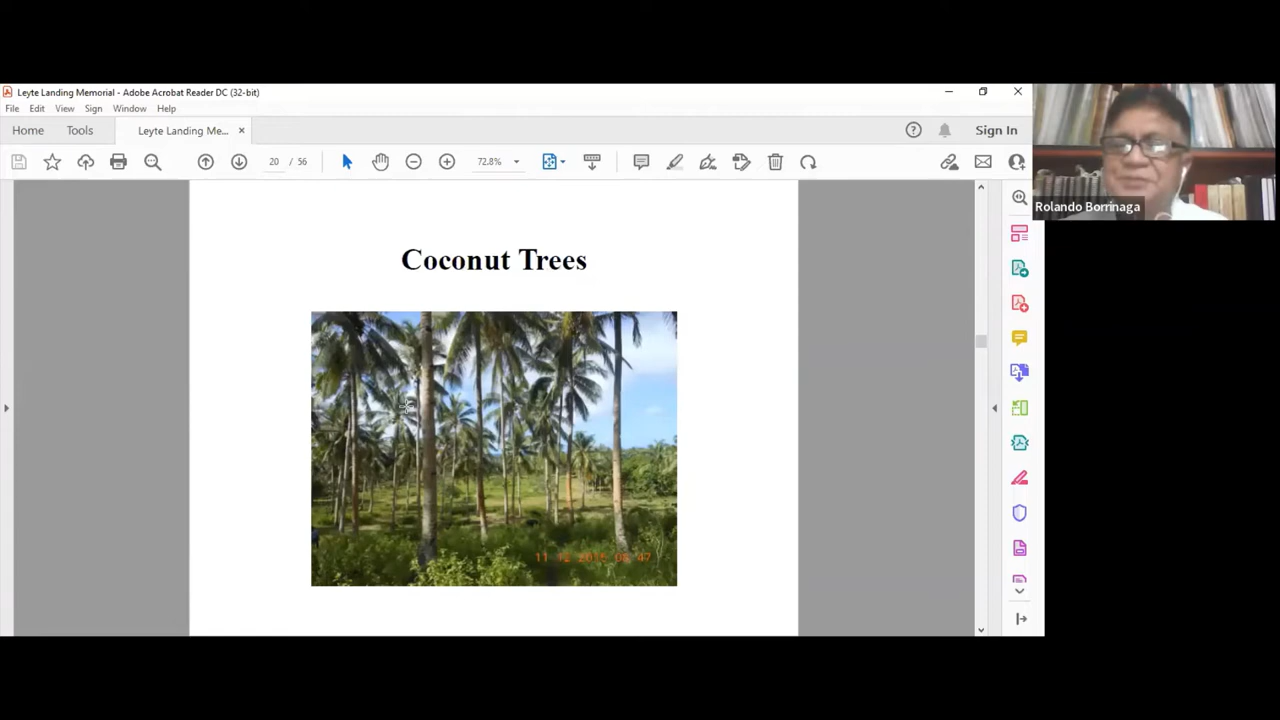 Leyte Landing Memorial - Adobe Acrobat Reader DC (32-bit)
File Edit View Sign Window Help
Home Tools Leyte Landing Me... ×
Sign In
20 / 56
72.8%
Rolando Borrinaga
Coconut Trees